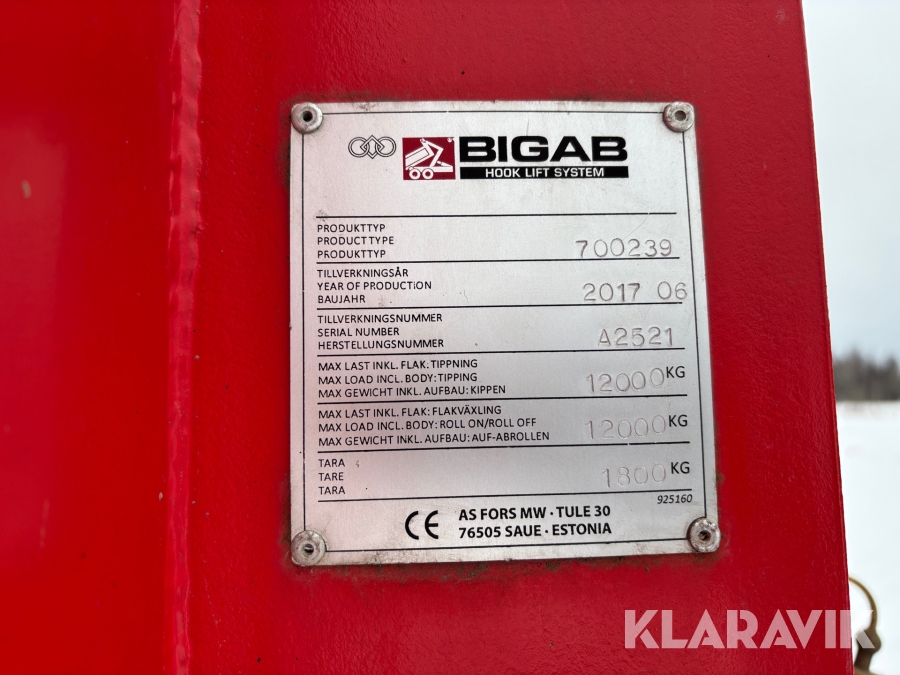 BIGAB
HOOK LIFT SYSTEM
PRODUKTTYP
PRODUCT TYPE
PRODUKTTYP
700239
TILLVERKNINGSÅR
YEAR OF PRODUCTION
BAUJAHR
2017 06
TILLVERKNINGSNUMMER
SERIAL NUMBER
HERSTELLUNGSNUMMER
A2521
MAX LAST INKL. FLAK: TIPPNING
MAX LOAD INCL. BODY: TIPPING
MAX GEWICHT INKL. AUFBAU: KIPPEN
12000 KG
MAX LAST INKL. FLAK: FLAKVÄXLING
MAX LOAD INCL. BODY: ROLL ON/ROLL OFF
MAX GEWICHT INKL. AUFBAU: AUF-ABROLLEN
12000 KG
TARA
TARE
TARA
1800 KG
925160
CE
AS FORS MW · TULE 30
76505 SAUE · ESTONIA
KLARAVIK